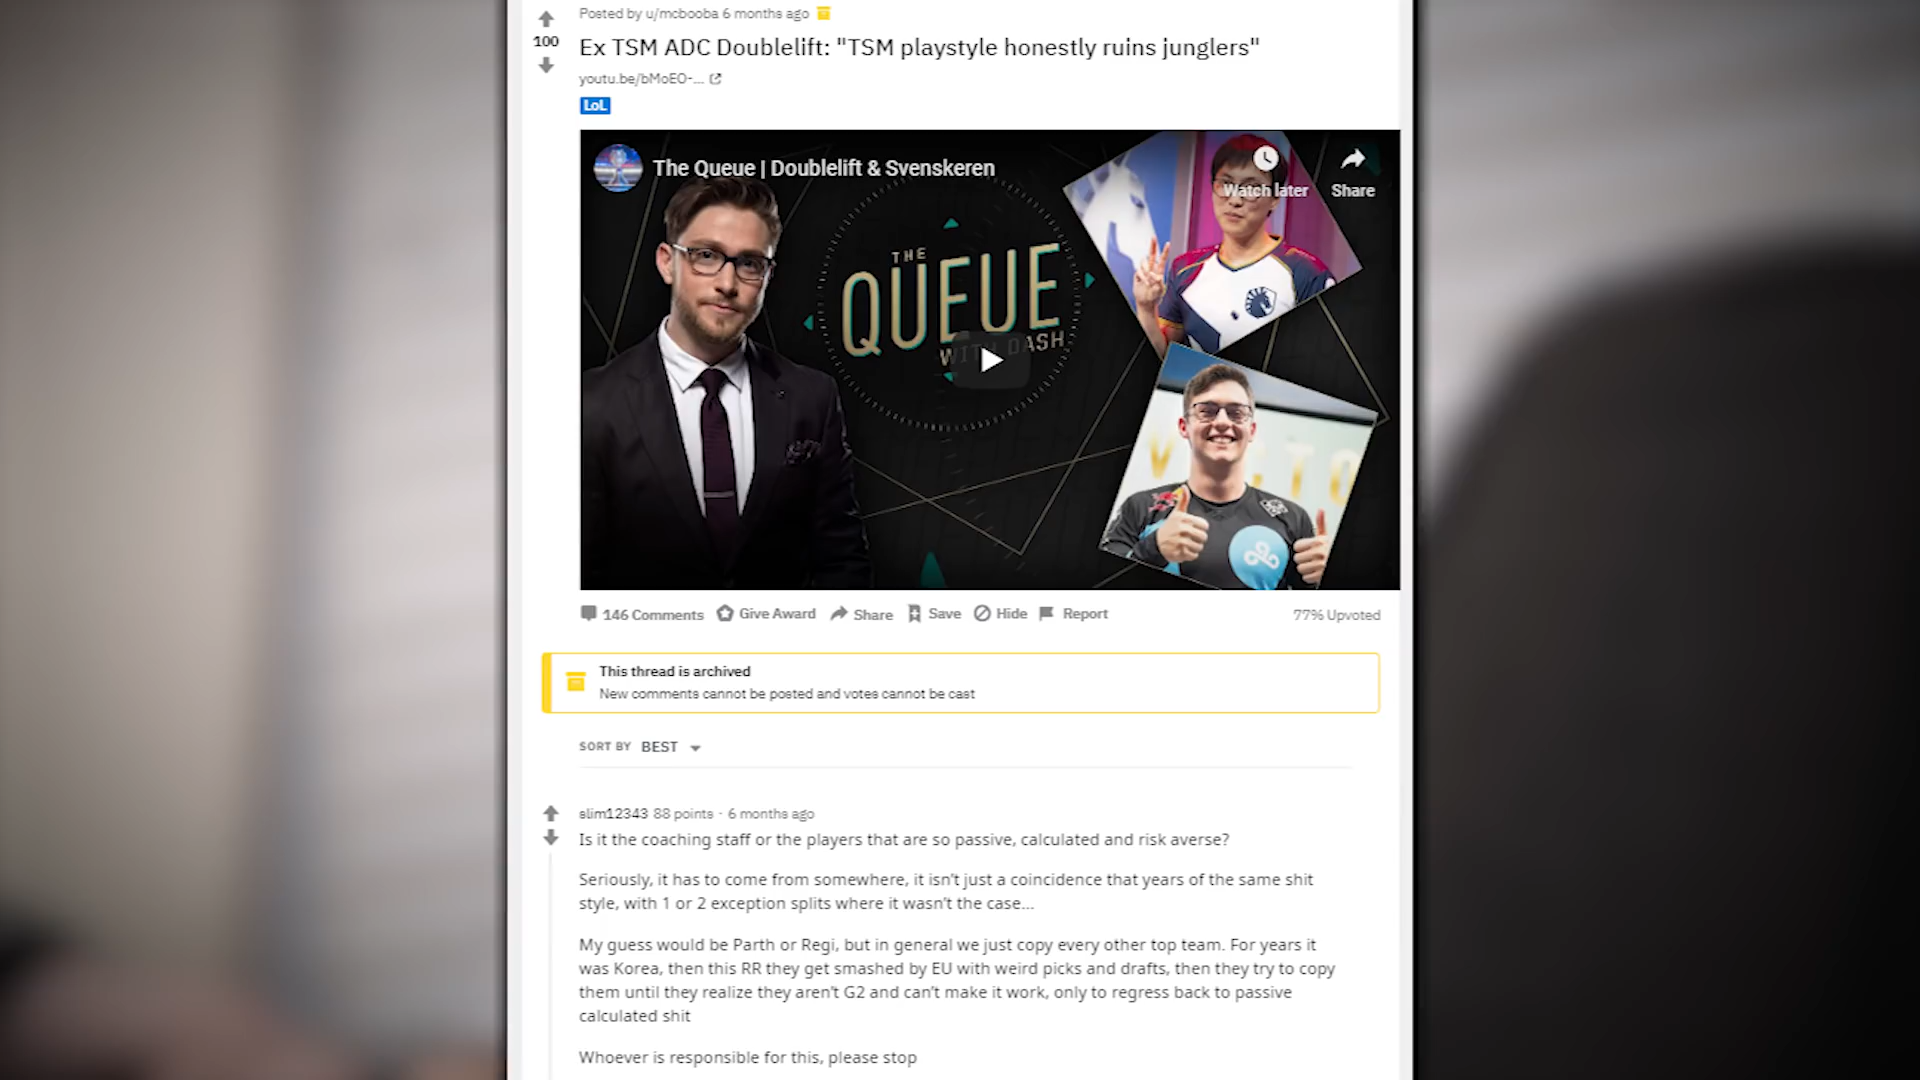 Posted by u/mcbooba 6 months ago
100
Ex TSM ADC Doublelift: "TSM playstyle honestly ruins junglers"
youtu.be/bMoEO-...
LoL
The Queue | Doublelift & Svenskeren
Watch later
Share
THE
QUEUE
WITH DASH
146 Comments
Give Award
Share
Save
Hide
Report
77% Upvoted
This thread is archived
New comments cannot be posted and votes cannot be cast
SORT BY BEST
slim12343 88 points · 6 months ago
Is it the coaching staff or the players that are so passive, calculated and risk averse?
Seriously, it has to come from somewhere, it isn't just a coincidence that years of the same shit
style, with 1 or 2 exception splits where it wasn't the case...
My guess would be Parth or Regi, but in general we just copy every other top team. For years it
was Korea, then this RR they get smashed by EU with weird picks and drafts, then they try to copy
them until they realize they aren't G2 and can't make it work, only to regress back to passive
calculated shit
Whoever is responsible for this, please stop